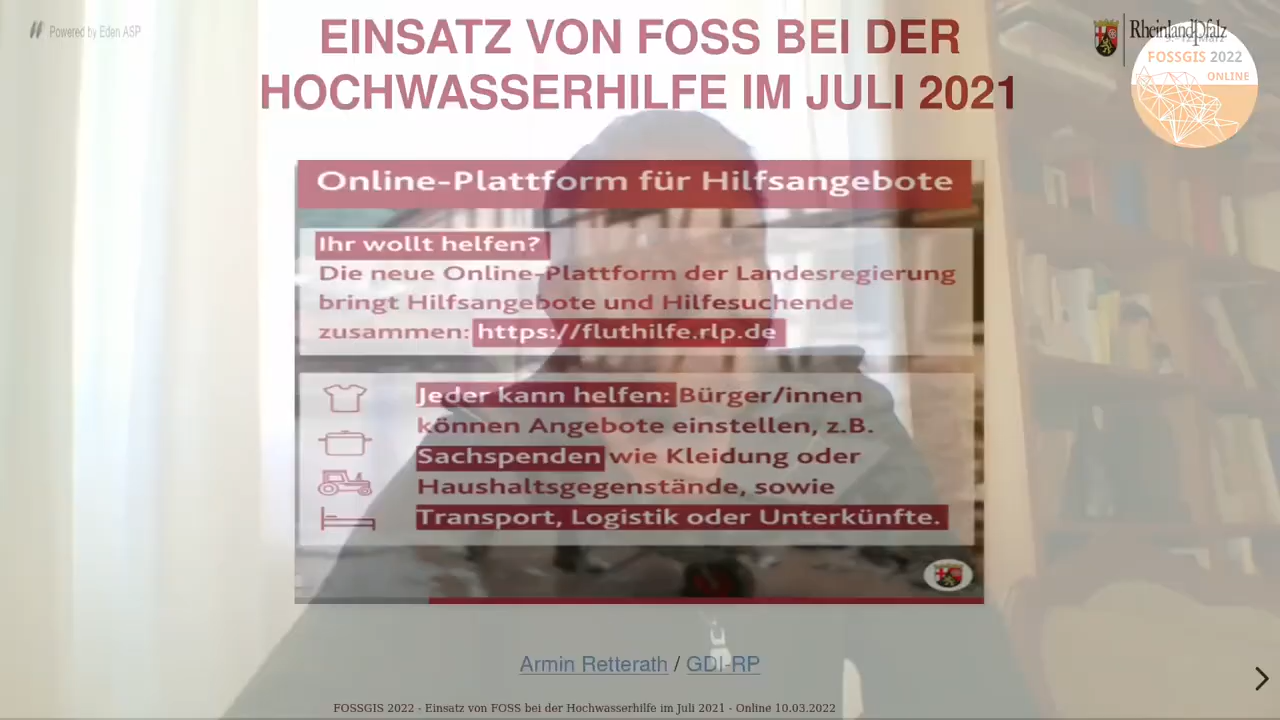 Powered by Eden ASP
EINSATZ VON FOSS BEI DER
HOCHWASSERHILFE IM JULI 2021
RheinlandPfalz
FOSSGIS 2022
ONLINE
Online-Plattform für Hilfsangebote
Ihr wollt helfen?
Die neue Online-Plattform der Landesregierung
bringt Hilfsangebote und Hilfesuchende
zusammen: https://fluthilfe.rlp.de
Jeder kann helfen: Bürger/innen
können Angebote einstellen, z.B.
Sachspenden wie Kleidung oder
Haushaltsgegenstände, sowie
Transport, Logistik oder Unterkünfte.
Armin Retterath / GDI-RP
FOSSGIS 2022 - Einsatz von FOSS bei der Hochwasserhilfe im Juli 2021 - Online 10.03.2022